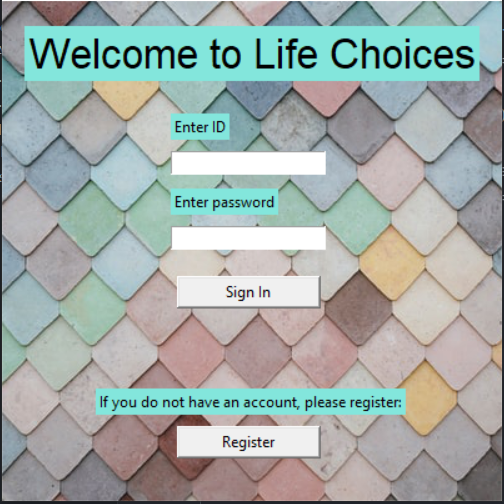 Welcome to Life Choices
Enter ID
Enter password
Sign In
If you do not have an account, please register:
Register